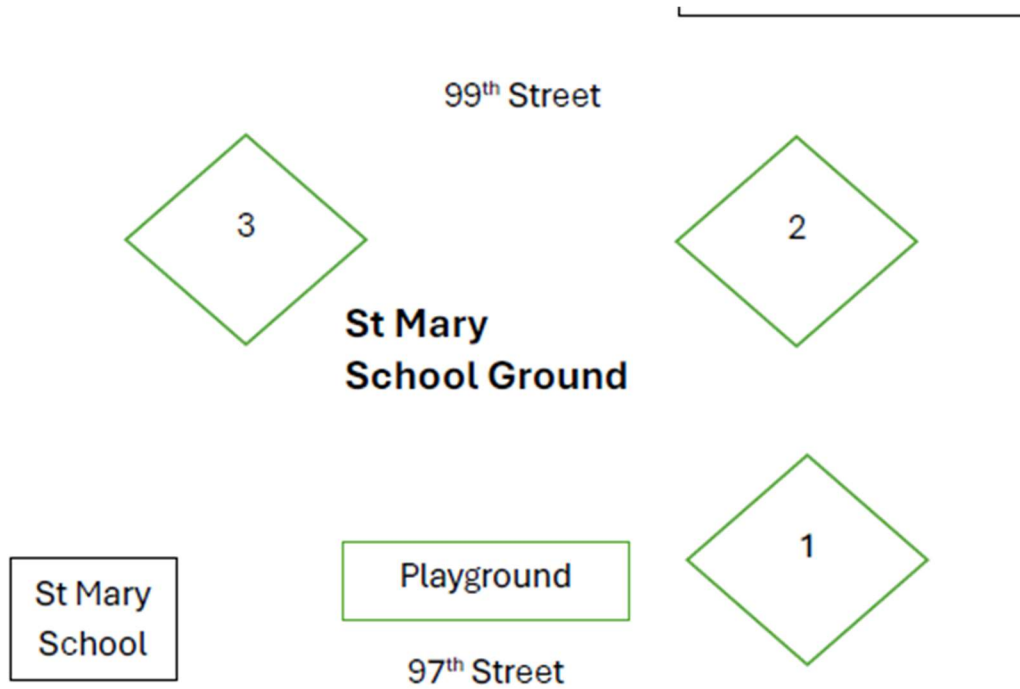 99th Street
3
2
St Mary
School Ground
1
Playground
St Mary
School
97th Street